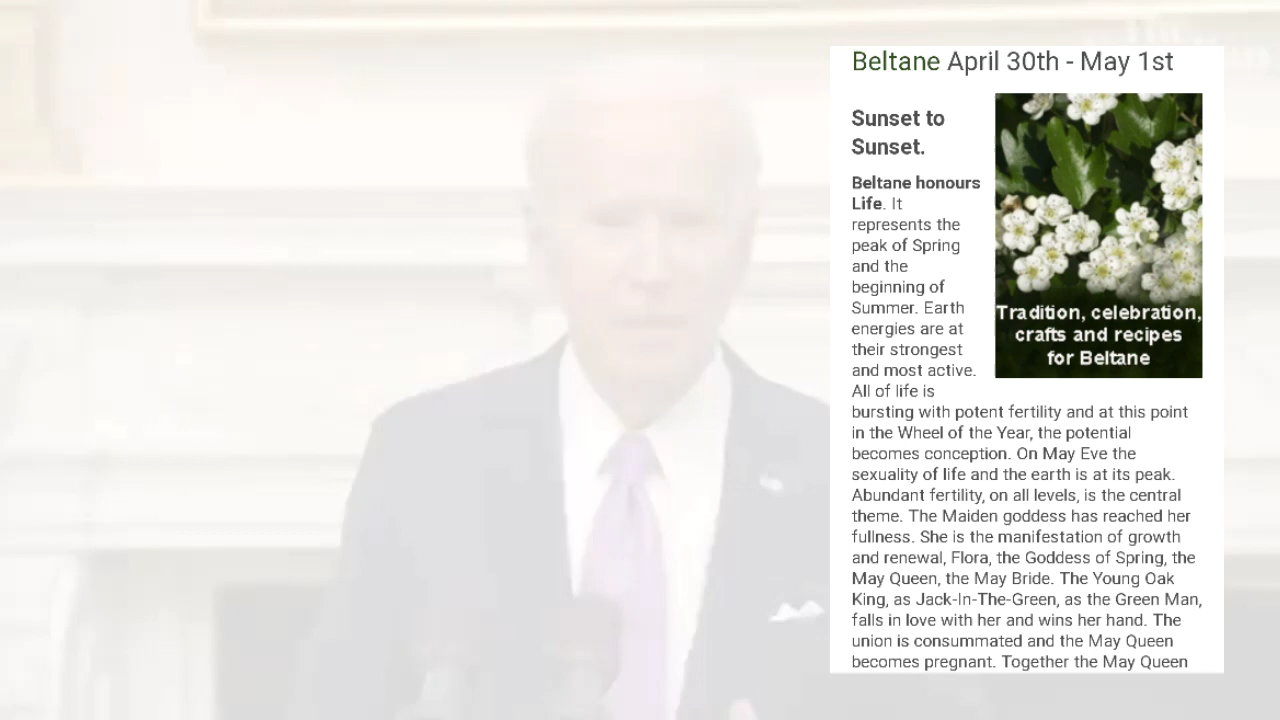 Beltane April 30th - May 1st
Sunset to
Sunset.
Beltane honours
Life. It
represents the
peak of Spring
and the
beginning of
Summer. Earth
energies are at
their strongest
and most active.
All of life is
bursting with potent fertility and at this point
in the Wheel of the Year, the potential
becomes conception. On May Eve the
sexuality of life and the earth is at its peak.
Abundant fertility, on all levels, is the central
theme. The Maiden goddess has reached her
fullness. She is the manifestation of growth
and renewal, Flora, the Goddess of Spring, the
May Queen, the May Bride. The Young Oak
King, as Jack-In-The-Green, as the Green Man,
falls in love with her and wins her hand. The
union is consummated and the May Queen
becomes pregnant. Together the May Queen
Tradition, celebration,
crafts and recipes
for Beltane